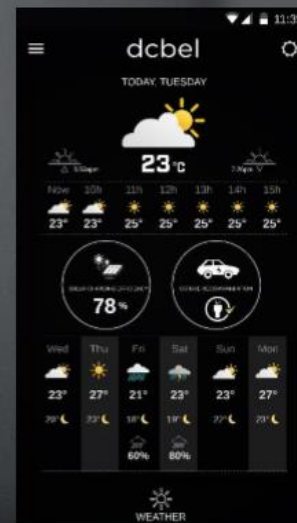 11:3
dcbel
TODAY, TUESDAY
23°C
Now 10h 11h 12h 13h 14h 15h
23° 23° 25° 25° 25° 25° 25°
78%
Wed Thu Fri Sat Sun Mon
23° 27° 21° 23° 23° 27°
60% 80%
WEATHER